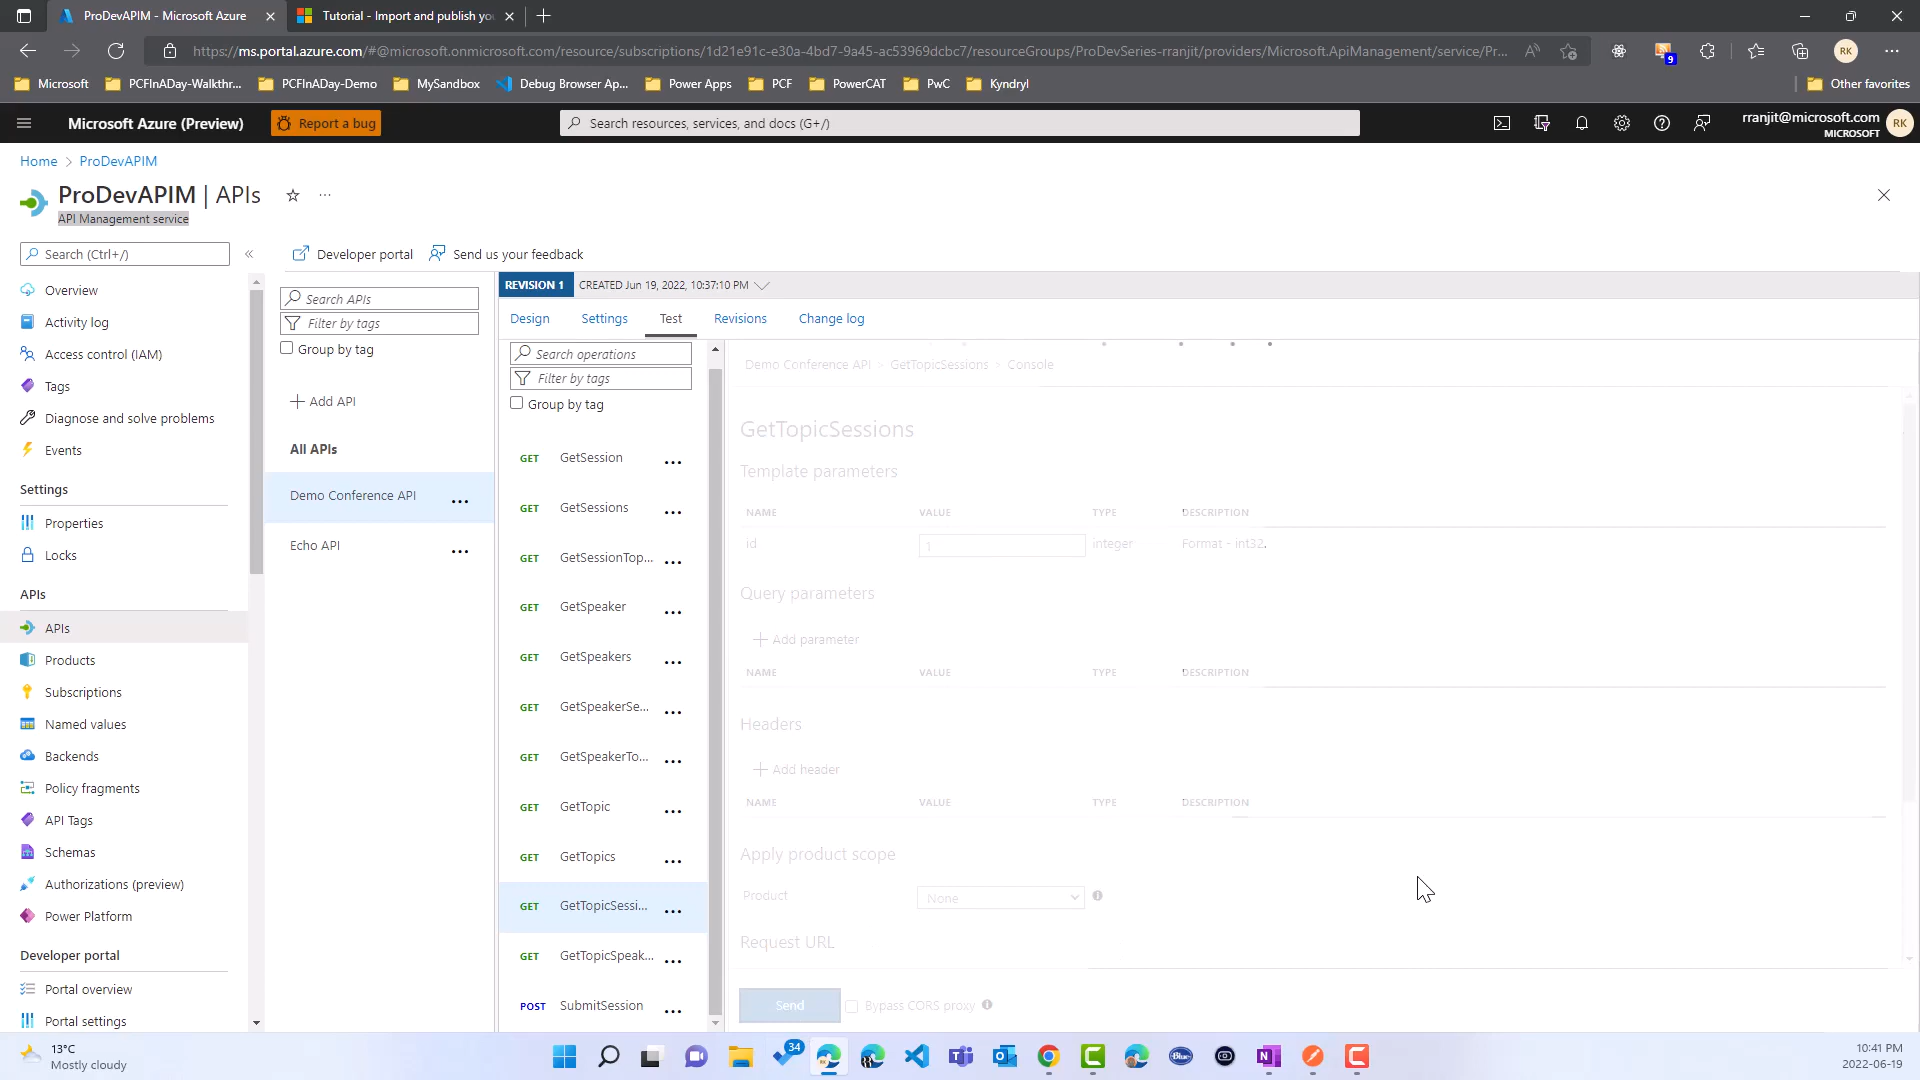 ProDevAPIM - Microsoft Azure
Tutorial - Import and publish yo
https://ms.portal.azure.com/#@microsoft.onmicrosoft.com/resource/subscriptions/1d21e91c-e30a-4bd7-9a45-ac53969dcbc7/resourceGroups/ProDevSeries-rranjit/providers/Microsoft.ApiManagement/service/Pr...
9
RK
Microsoft
PCFInADay-Walkthr...
PCFInADay-Demo
MySandbox
Debug Browser Ap...
Power Apps
PCF
PowerCAT
PwC
Kyndryl
Other favorites
Microsoft Azure (Preview)
Report a bug
Search resources, services, and docs (G+/)
rranjit@microsoft.com
MICROSOFT
RK
Home > ProDevAPIM
ProDevAPIM | APIs
API Management service
Search (Ctrl+/)
Overview
Activity log
Access control (IAM)
Tags
Diagnose and solve problems
Events
Settings
Properties
Locks
APIs
APIs
Products
Subscriptions
Named values
Backends
Policy fragments
API Tags
Schemas
Authorizations (preview)
Power Platform
Developer portal
Portal overview
Portal settings
Developer portal
Send us your feedback
Search APIs
Filter by tags
Group by tag
Add API
All APIs
Demo Conference API
Echo API
REVISION 1
CREATED Jun 19, 2022, 10:37:10 PM
Design
Settings
Test
Revisions
Change log
Search operations
Filter by tags
Group by tag
GET GetSession
GET GetSessions
GET GetSessionTop...
GET GetSpeaker
GET GetSpeakers
GET GetSpeakerSe...
GET GetSpeakerTo...
GET GetTopic
GET GetTopics
GET GetTopicSessi...
GET GetTopicSpeak...
POST SubmitSession
Demo Conference API > GetTopicSessions > Console
GetTopicSessions
Template parameters
NAME VALUE TYPE DESCRIPTION
id 1 integer Format - int32.
Query parameters
Add parameter
NAME VALUE TYPE DESCRIPTION
Headers
Add header
NAME VALUE TYPE DESCRIPTION
Apply product scope
Product None
Request URL
Send
Bypass CORS proxy
13°C
Mostly cloudy
34
Blue
10:41 PM
2022-06-19